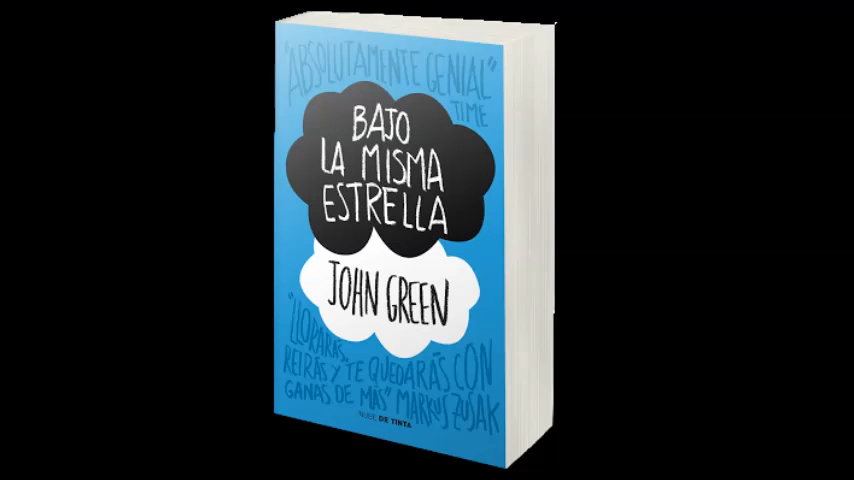 "ABSOLUTAMENTE GENIAL"
TIME
BAJO
LA MISMA
ESTRELLA
JOHN GREEN
"LLORARÁS,
REIRÁS Y TE QUEDARÁS CON
GANAS DE MÁS" MARKUS ZUSAK
NUBE DE TINTA